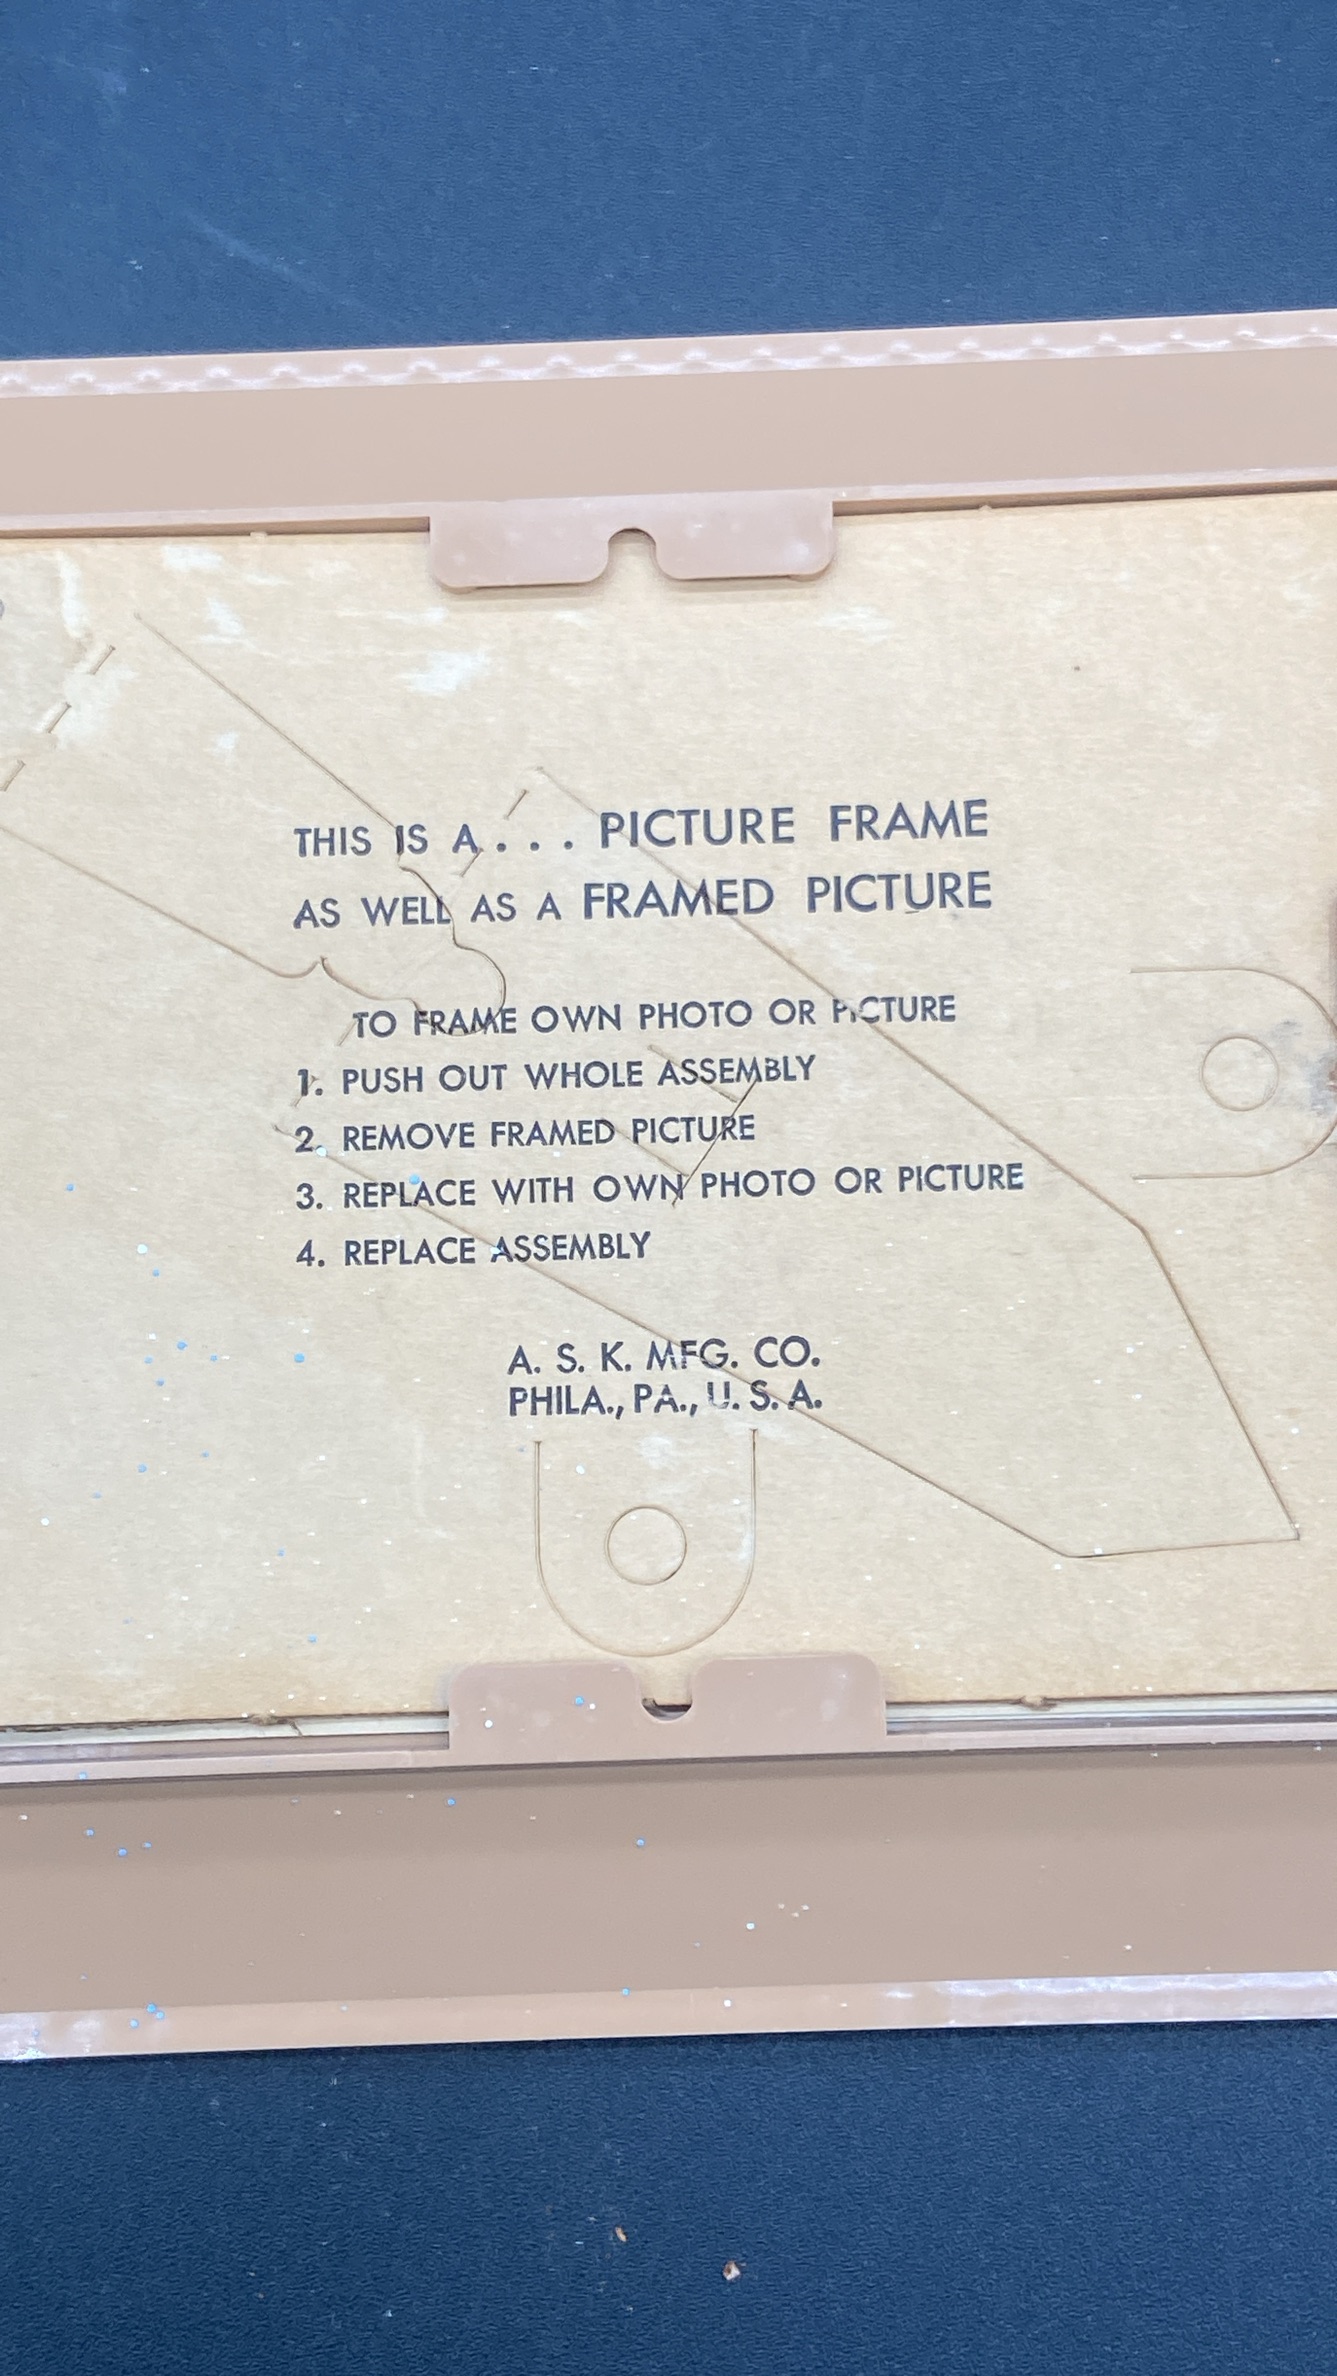 THIS IS A . . . PICTURE FRAME
AS WELL AS A FRAMED PICTURE
TO FRAME OWN PHOTO OR PICTURE
1. PUSH OUT WHOLE ASSEMBLY
2. REMOVE FRAMED PICTURE
3. REPLACE WITH OWN PHOTO OR PICTURE
4. REPLACE ASSEMBLY
A. S. K. MFG. CO.
PHILA., PA., U. S. A.